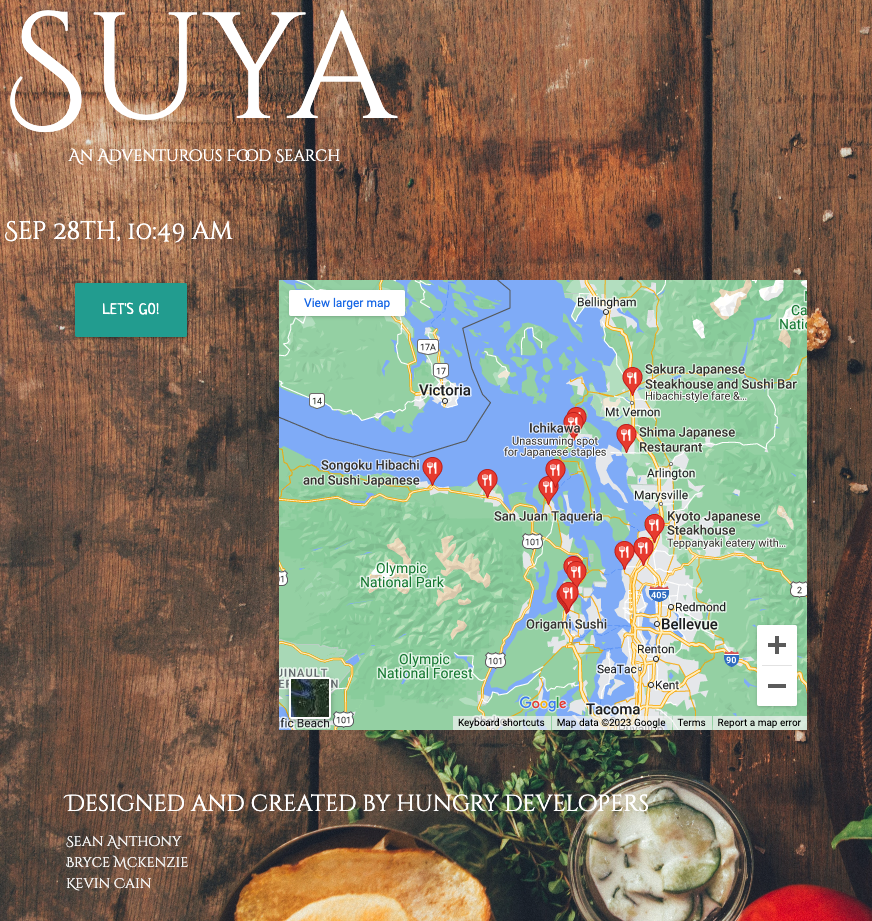 SUYA
An Adventurous Food Search
Sep 28th, 10:49 am
LET'S GO!
View larger map
Bellingham
17A
17
Victoria
14
Sakura Japanese
Steakhouse and Sushi Bar
Hibachi-style fare &...
Mt Vernon
Ichikawa
Unassuming spot
for Japanese staples
Shima Japanese
Restaurant
Songoku Hibachi
and Sushi Japanese
Arlington
Marysville
San Juan Taqueria
Kyoto Japanese
Steakhouse
Teppanyaki eatery with...
101
Olympic
National Park
405
2
Redmond
Origami Sushi
Bellevue
Renton
90
101
Olympic
National Forest
SeaTac
Kent
Tacoma
Google
fic Beach
101
Keyboard shortcuts
Map data ©2023 Google
Terms
Report a map error
Designed and created by hungry developers
Sean Anthony
Bryce McKenzie
Kevin Cain